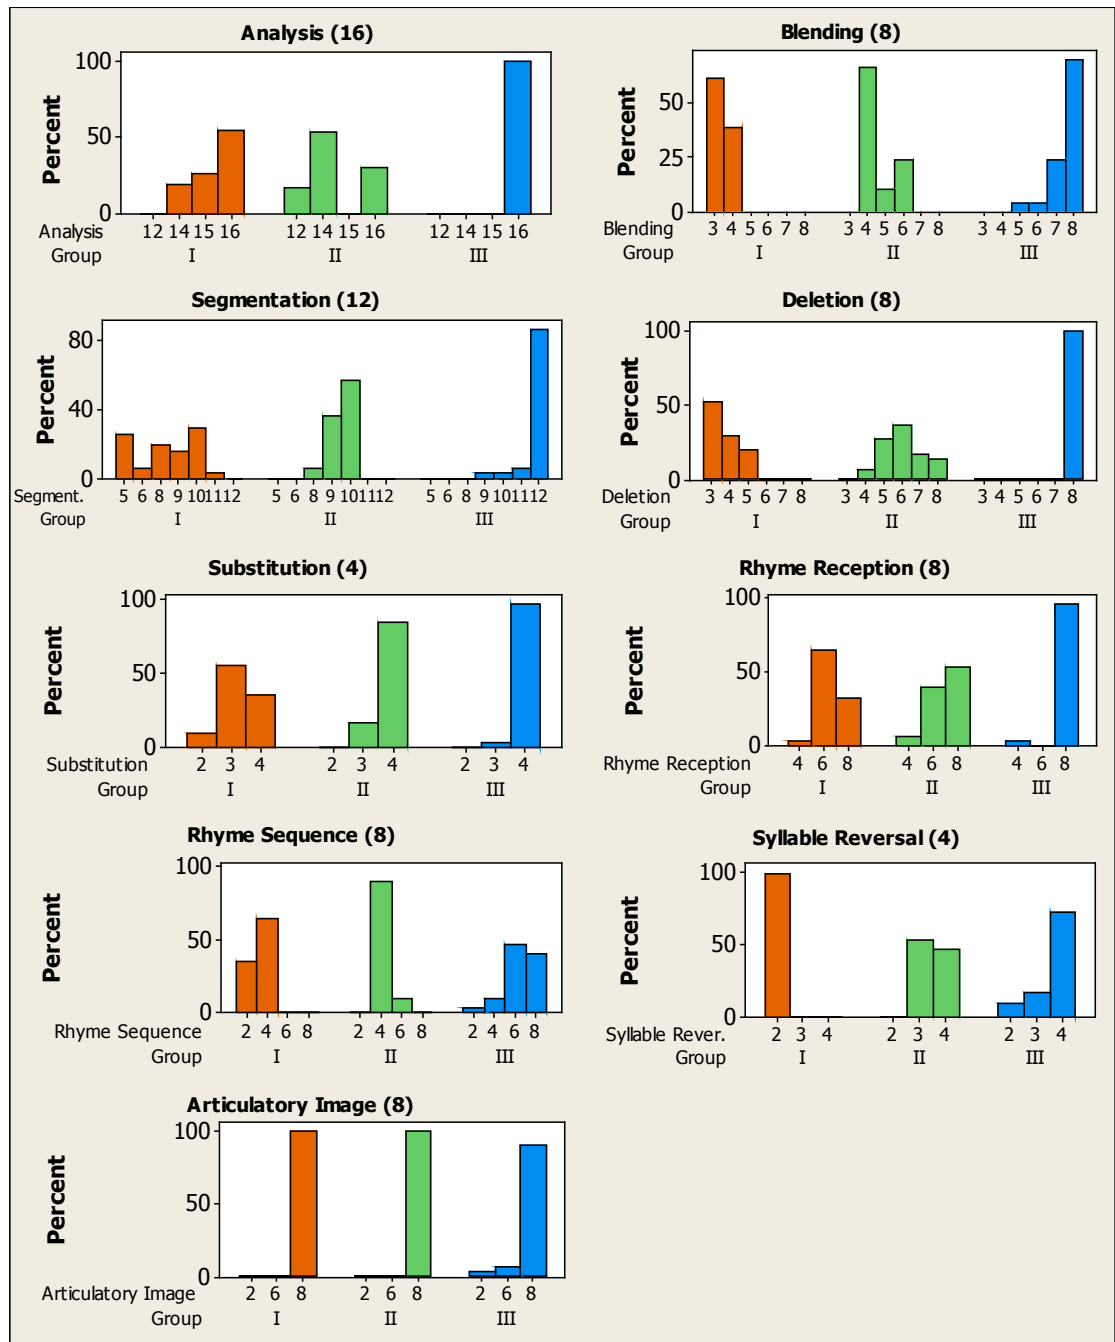 Analysis (16)
Percent
100
50
0
Analysis 12 14 15 16 12 14 15 16 12 14 15 16
Group I II III
Blending (8)
Percent
50
25
0
Blending 3 4 5 6 7 8 3 4 5 6 7 8 3 4 5 6 7 8
Group I II III
Segmentation (12)
Percent
80
40
0
Segment. 5 6 8 9 10 11 12 5 6 8 9 10 11 12 5 6 8 9 10 11 12
Group I II III
Deletion (8)
Percent
100
50
0
Deletion 3 4 5 6 7 8 3 4 5 6 7 8 3 4 5 6 7 8
Group I II III
Substitution (4)
Percent
100
50
0
Substitution 2 3 4 2 3 4 2 3 4
Group I II III
Rhyme Reception (8)
Percent
100
50
0
Rhyme Reception 4 6 8 4 6 8 4 6 8
Group I II III
Rhyme Sequence (8)
Percent
100
50
0
Rhyme Sequence 2 4 6 8 2 4 6 8 2 4 6 8
Group I II III
Syllable Reversal (4)
Percent
100
50
0
Syllable Rever. 2 3 4 2 3 4 2 3 4
Group I II III
Articulatory Image (8)
Percent
100
50
0
Articulatory Image 2 6 8 2 6 8 2 6 8
Group I II III